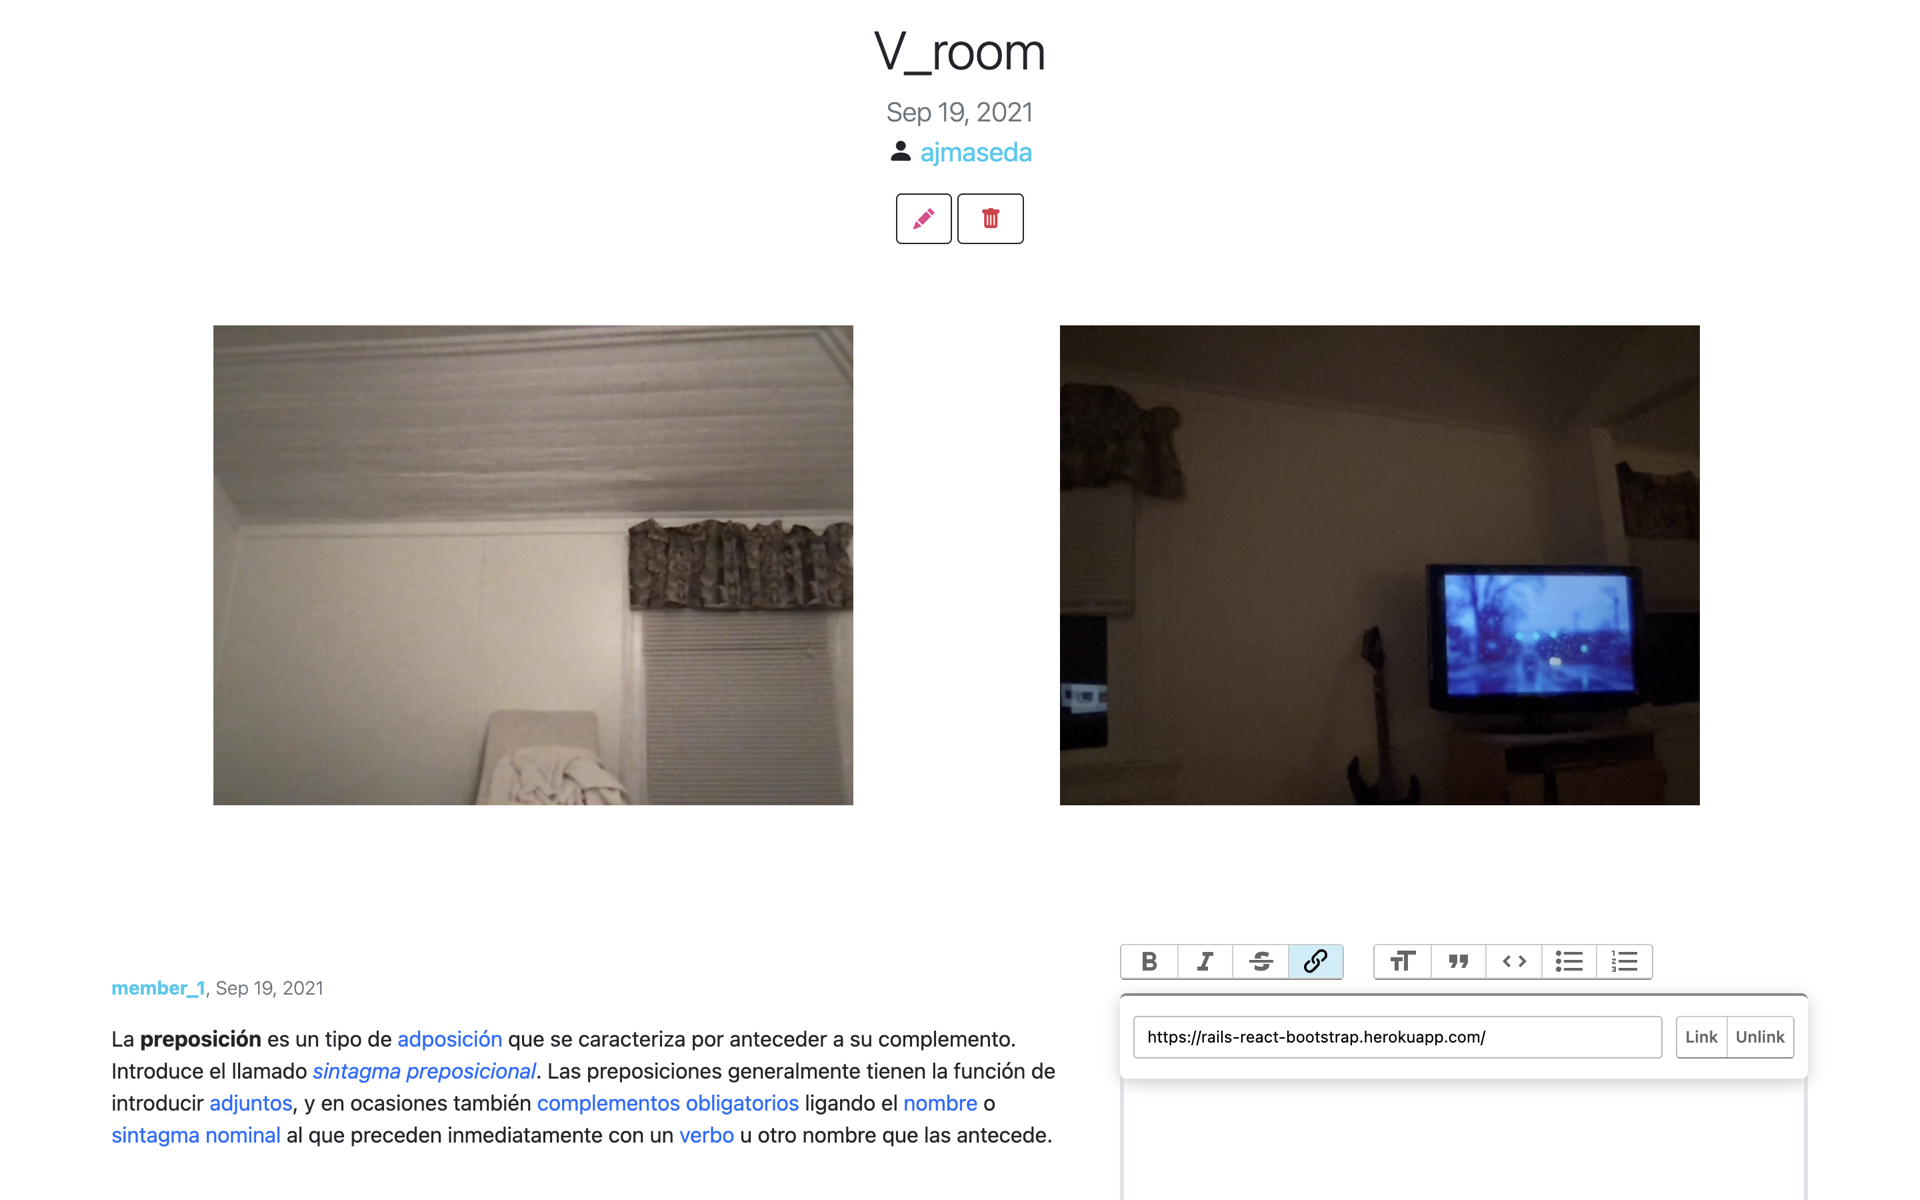 V_room
Sep 19, 2021
ajmaseda
member_1, Sep 19, 2021
La preposición es un tipo de adposición que se caracteriza por anteceder a su complemento.
Introduce el llamado sintagma preposicional. Las preposiciones generalmente tienen la función de
introducir adjuntos, y en ocasiones también complementos obligatorios ligando el nombre o
sintagma nominal al que preceden inmediatamente con un verbo u otro nombre que las antecede.
https://rails-react-bootstrap.herokuapp.com/
Link
Unlink